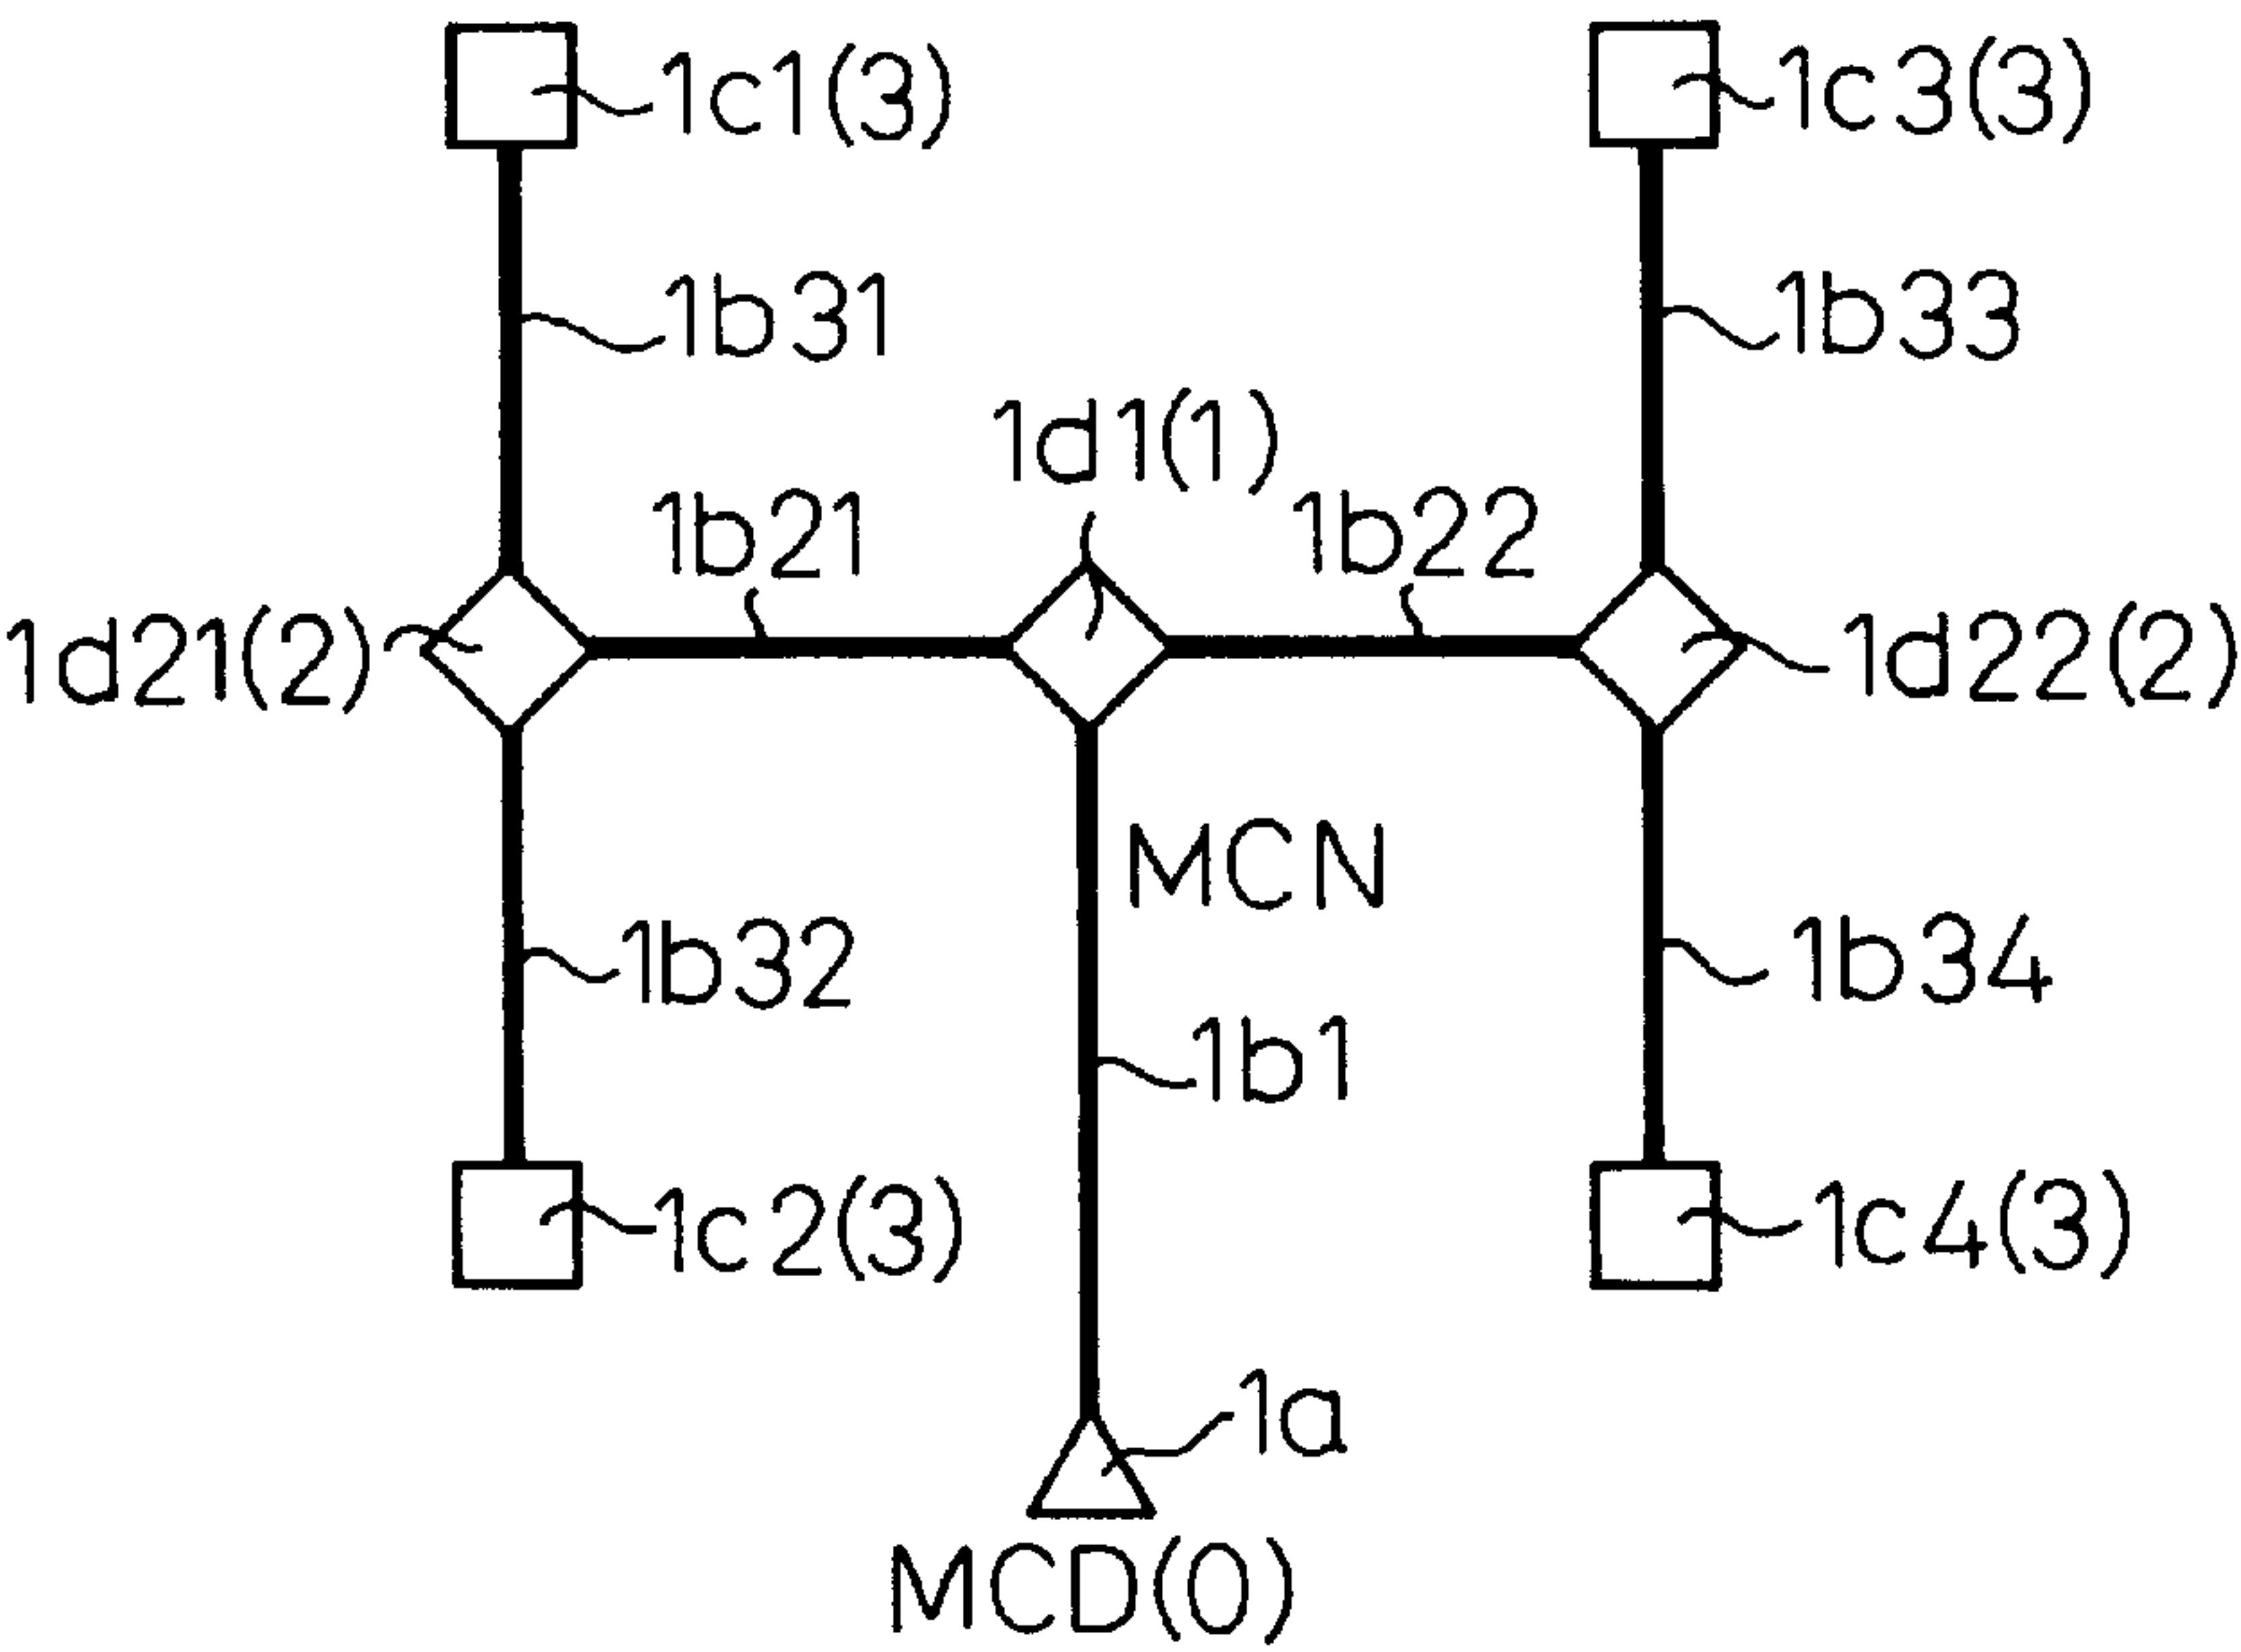 1c1(3)
1c3(3)
1b31
1b33
1d1(1)
1b21
1b22
1d21(2)
1d22(2)
MCN
1b32
1b34
1b1
1c2(3)
1c4(3)
1a
MCD(0)